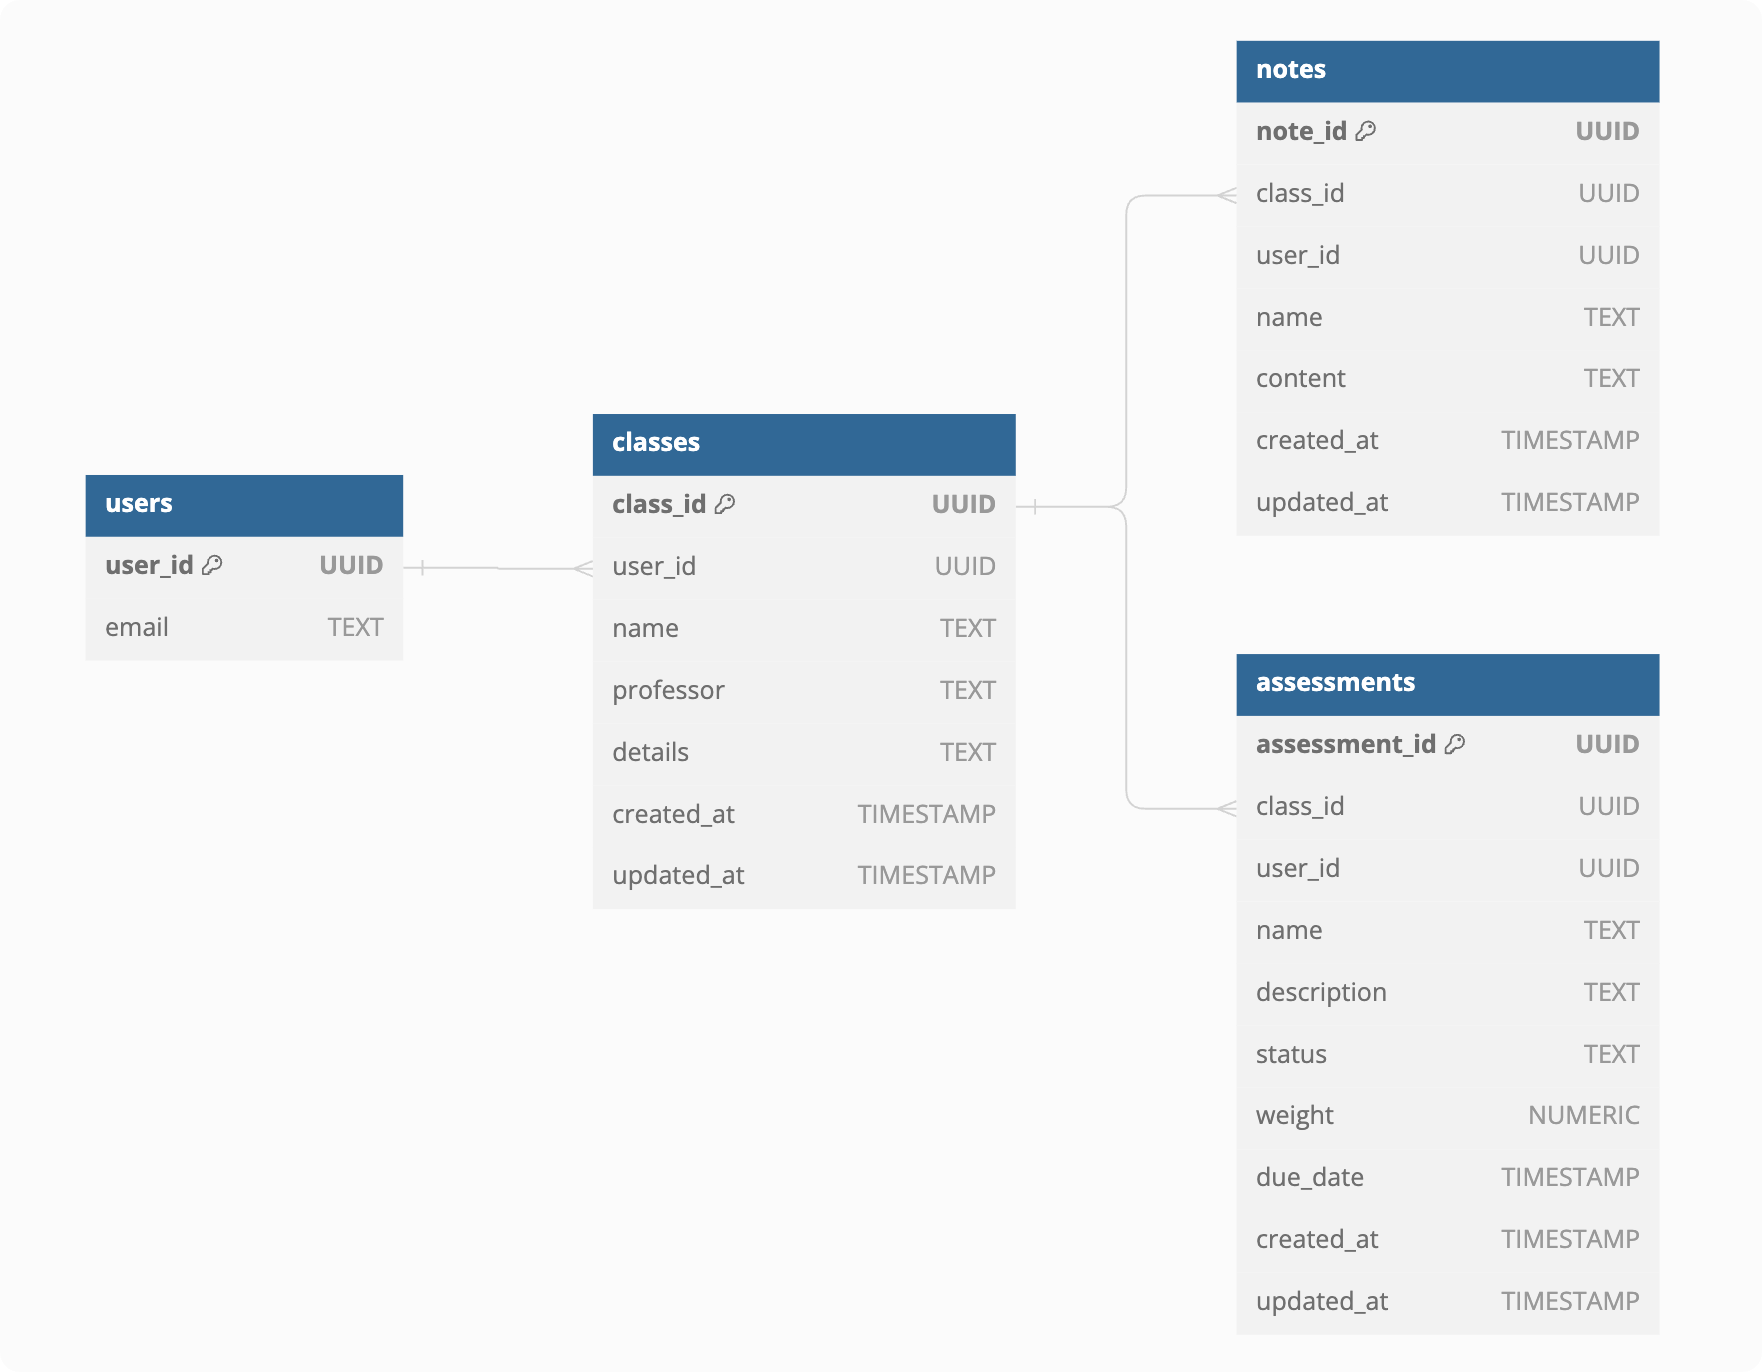 users
user_id UUID
email TEXT
classes
class_id UUID
user_id UUID
name TEXT
professor TEXT
details TEXT
created_at TIMESTAMP
updated_at TIMESTAMP
notes
note_id UUID
class_id UUID
user_id UUID
name TEXT
content TEXT
created_at TIMESTAMP
updated_at TIMESTAMP
assessments
assessment_id UUID
class_id UUID
user_id UUID
name TEXT
description TEXT
status TEXT
weight NUMERIC
due_date TIMESTAMP
created_at TIMESTAMP
updated_at TIMESTAMP